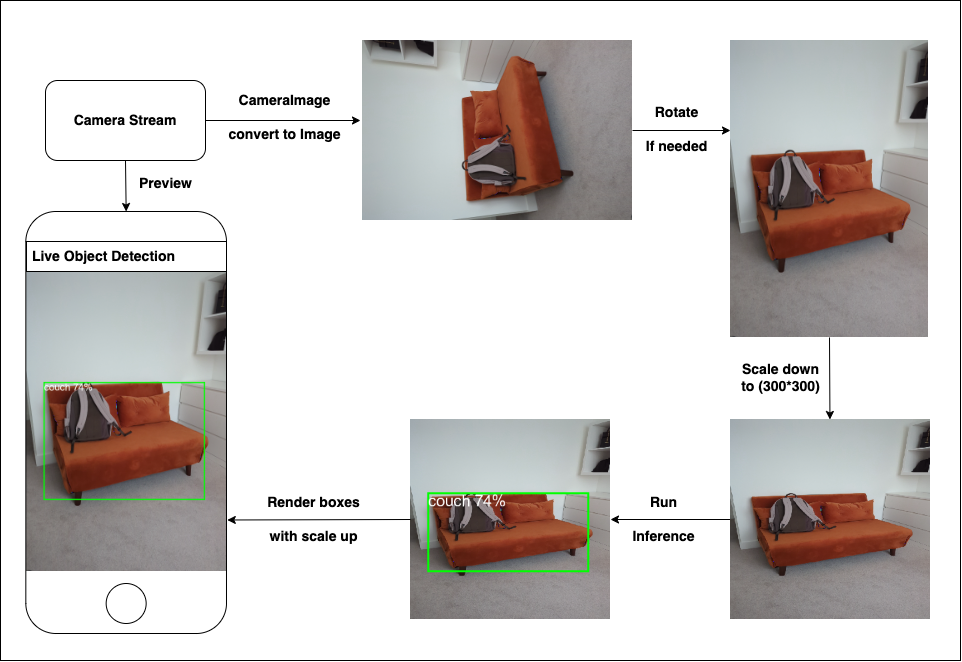 Camera Stream
CameraImage
convert to Image
Rotate
If needed
Preview
Live Object Detection
couch 74%
Scale down
to (300*300)
Run
Inference
couch 74%
Render boxes
with scale up